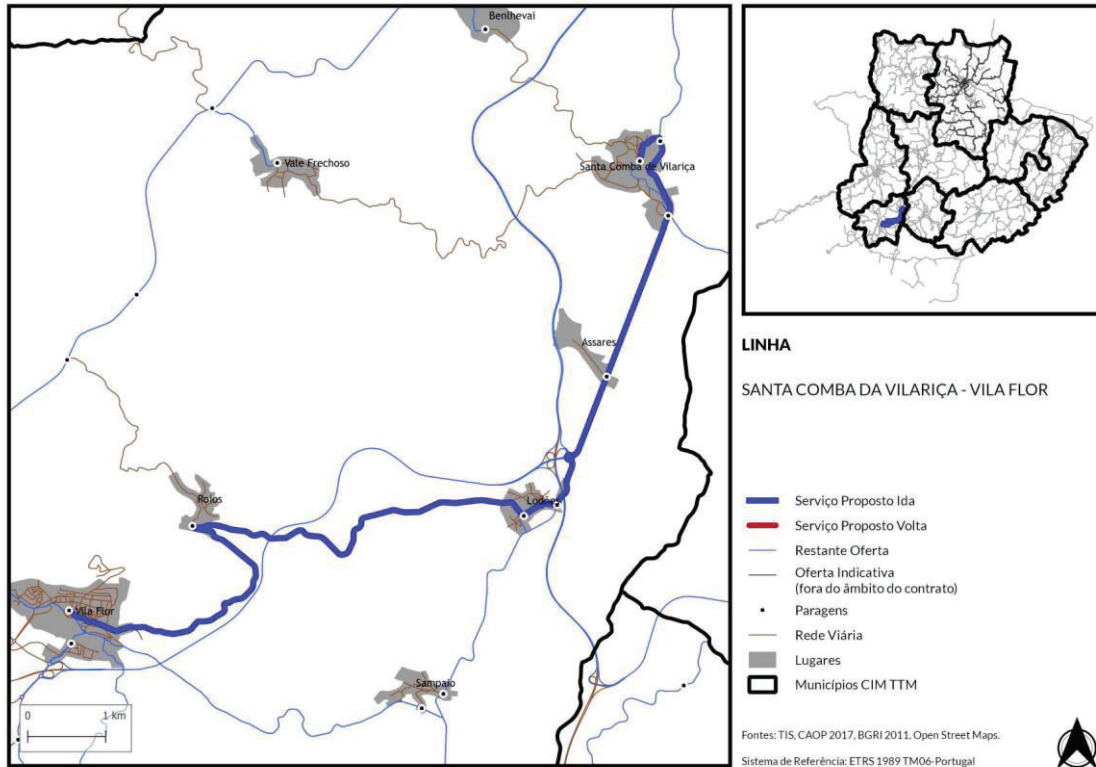 Benlhevai
Vale Frechoso
Santa Comba de Vilariça
Assares
Roios
Lodões
Vila Flor
Sampaio
0 1 km
LINHA
SANTA COMBA DA VILARIÇA - VILA FLOR
Serviço Proposto Ida
Serviço Proposto Volta
Restante Oferta
Oferta Indicativa
(fora do âmbito do contrato)
Paragens
Rede Viária
Lugares
Municípios CIM TTM
Fontes: TIS, CAOP 2017, BGRI 2011, Open Street Maps.
Sistema de Referência: ETRS 1989 TM06-Portugal